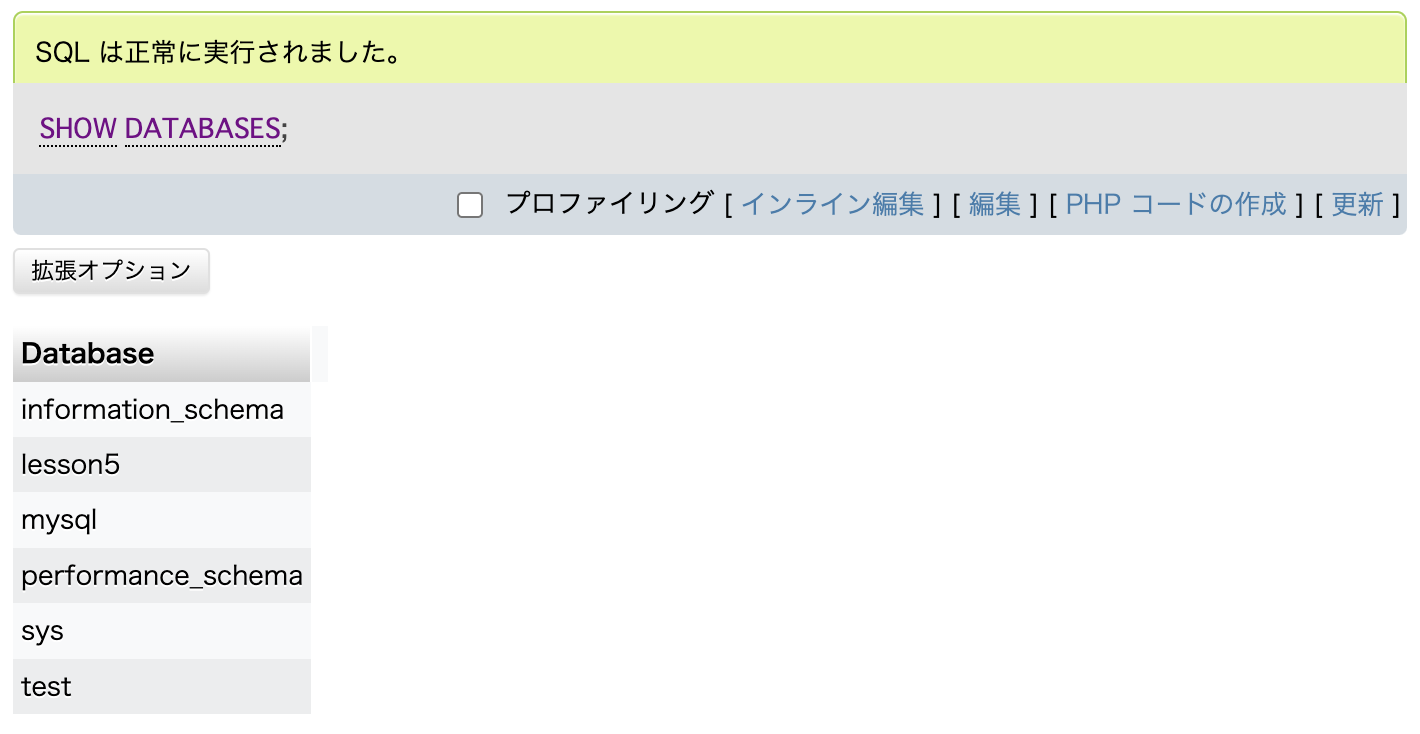 SQL は正常に実行されました。
SHOW DATABASES;
プロファイリング [ インライン編集 ] [ 編集 ] [ PHP コードの作成 ] [ 更新 ]
拡張オプション
Database
information_schema
lesson5
mysql
performance_schema
sys
test